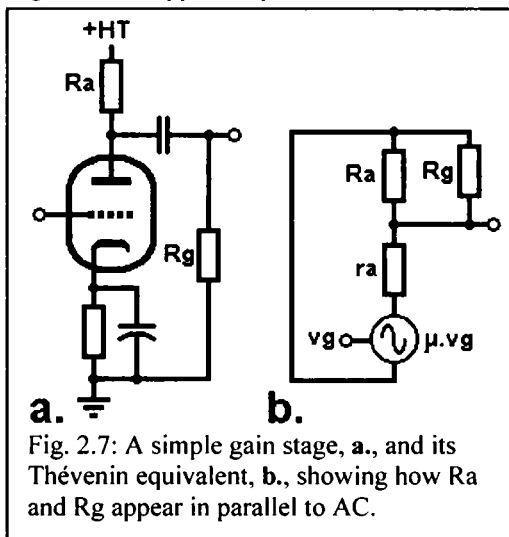 +HT
Ra
Rg
a.
Ra
Rg
ra
vg
μ.vg
b.
Fig. 2.7: A simple gain stage, a., and its
Thévenin equivalent, b., showing how Ra
and Rg appear in parallel to AC.